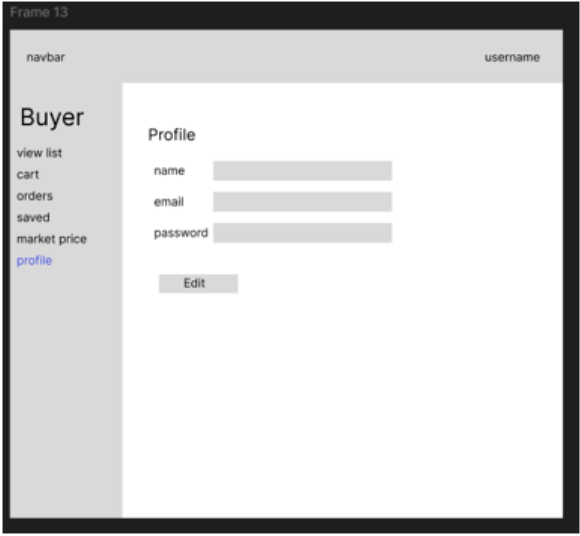 Frame 13
navbar
username
Buyer
view list
cart
orders
saved
market price
profile
Profile
name
email
password
Edit